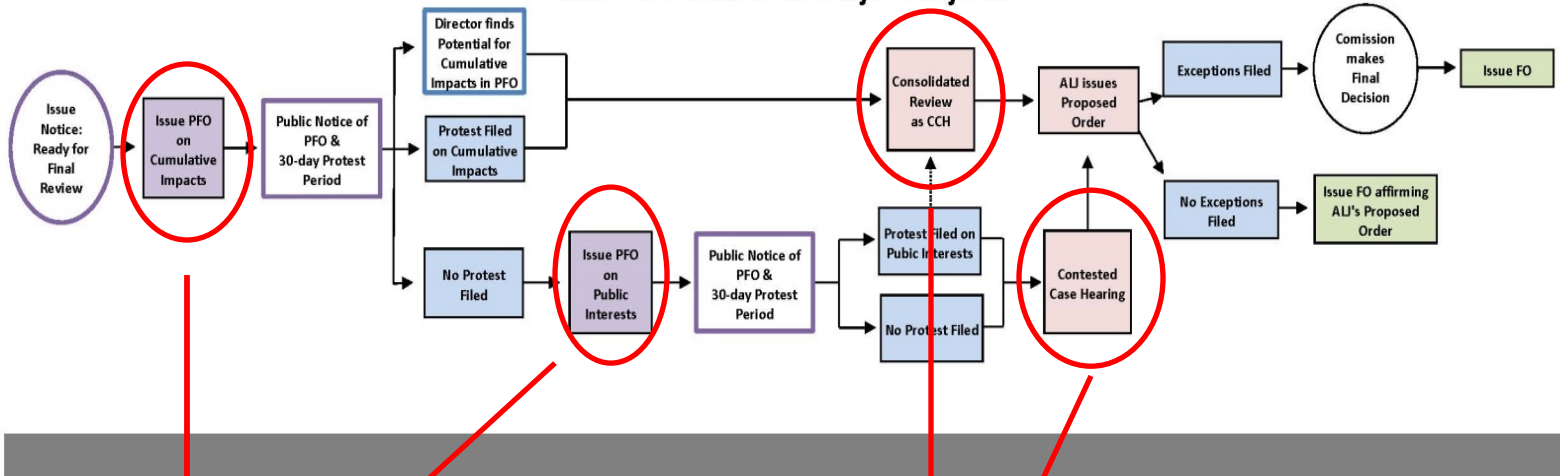 Issue
Notice:
Ready for
Final
Review
Issue PFO
on
Cumulative
Impacts
Public Notice of
PFO &
30-day Protest
Period
Director finds
Potential for
Cumulative
Impacts in PFO
Protest Filed
on Cumulative
Impacts
No Protest
Filed
Issue PFO
on
Public
Interests
Public Notice of
PFO &
30-day Protest
Period
Protest Filed on
Pubic Interests
No Protest Filed
Consolidated
Review
as CCH
Contested
Case Hearing
ALJ issues
Proposed
Order
Exceptions Filed
No Exceptions
Filed
Comission
makes
Final
Decision
Issue FO
Issue FO affirming
ALJ's Proposed
Order